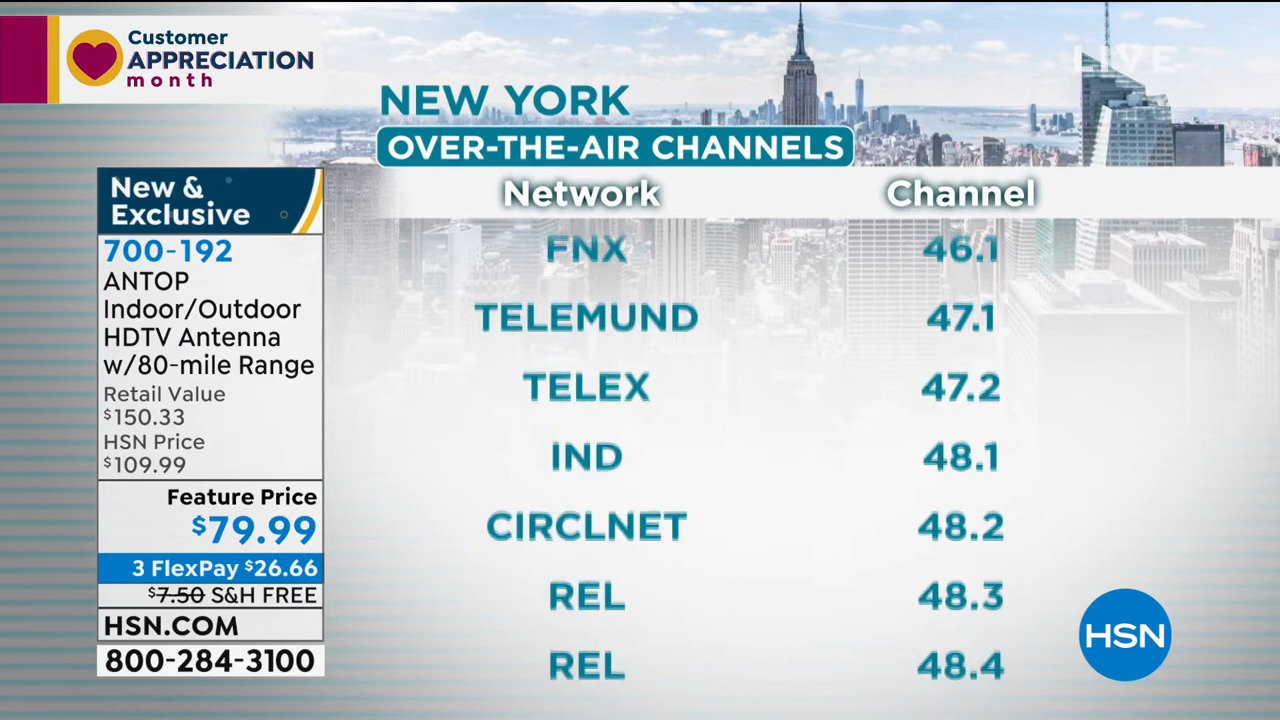 Customer
APPRECIATION
month
LIVE
NEW YORK
OVER-THE-AIR CHANNELS
Network Channel
FNX 46.1
TELEMUND 47.1
TELEX 47.2
IND 48.1
CIRCLNET 48.2
REL 48.3
REL 48.4
New &
Exclusive
700-192
ANTOP
Indoor/Outdoor
HDTV Antenna
w/80-mile Range
Retail Value
$150.33
HSN Price
$109.99
Feature Price
$79.99
3 FlexPay $26.66
$7.50 S&H FREE
HSN.COM
800-284-3100
HSN